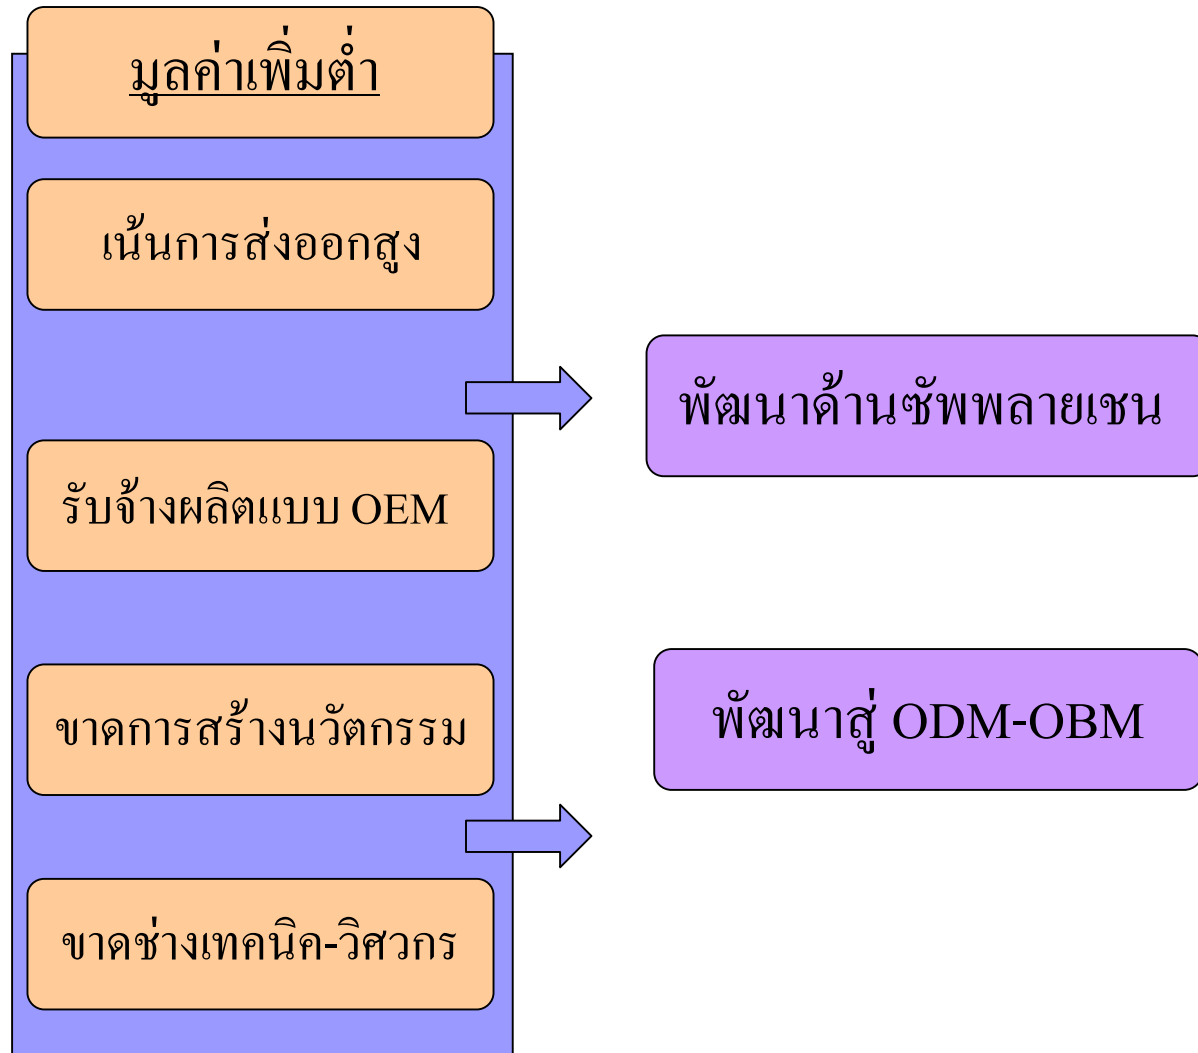 มูลค่าเพิ่มต่ำ
เน้นการส่งออกสูง
รับจ้างผลิตแบบ OEM
ขาดการสร้างนวัตกรรม
ขาดช่างเทคนิค-วิศวกร
พัฒนาด้านซัพพลายเชน
พัฒนาสู่ ODM-OBM